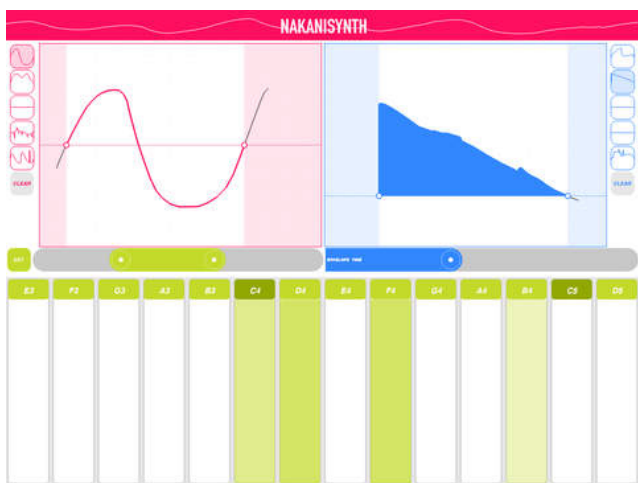 NAKANISYNTH
CLEAR
CLEAR
ENVELOPE TIME
E3 F3 G3 A3 B3 C4 D4 E4 F4 G4 A4 B4 C5 D5